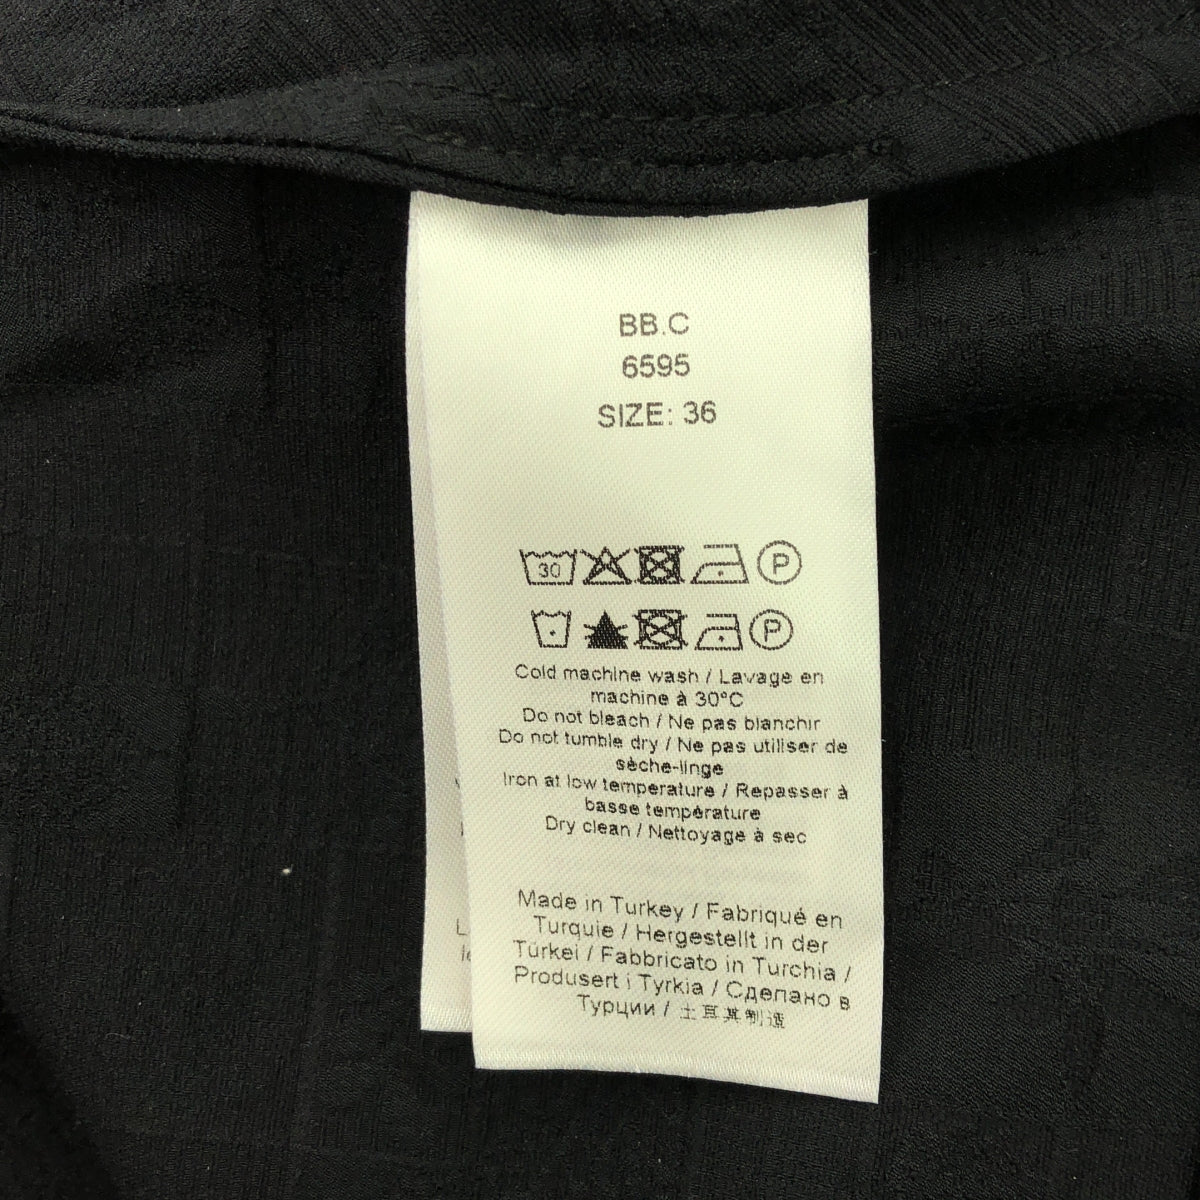 BB.C
6595
SIZE: 36
30
P
P
Cold machine wash / Lavage en
machine à 30°C
Do not bleach / Ne pas blanchir
Do not tumble dry / Ne pas utiliser de
sèche-linge
Iron at low temperature / Repasser à
basse température
Dry clean / Nettoyage à sec
Made in Turkey / Fabriqué en
Turquie / Hergestellt in der
Türkei / Fabbricato in Turchia /
Produsert i Tyrkia / Сделано в
Турции / 土耳其制造